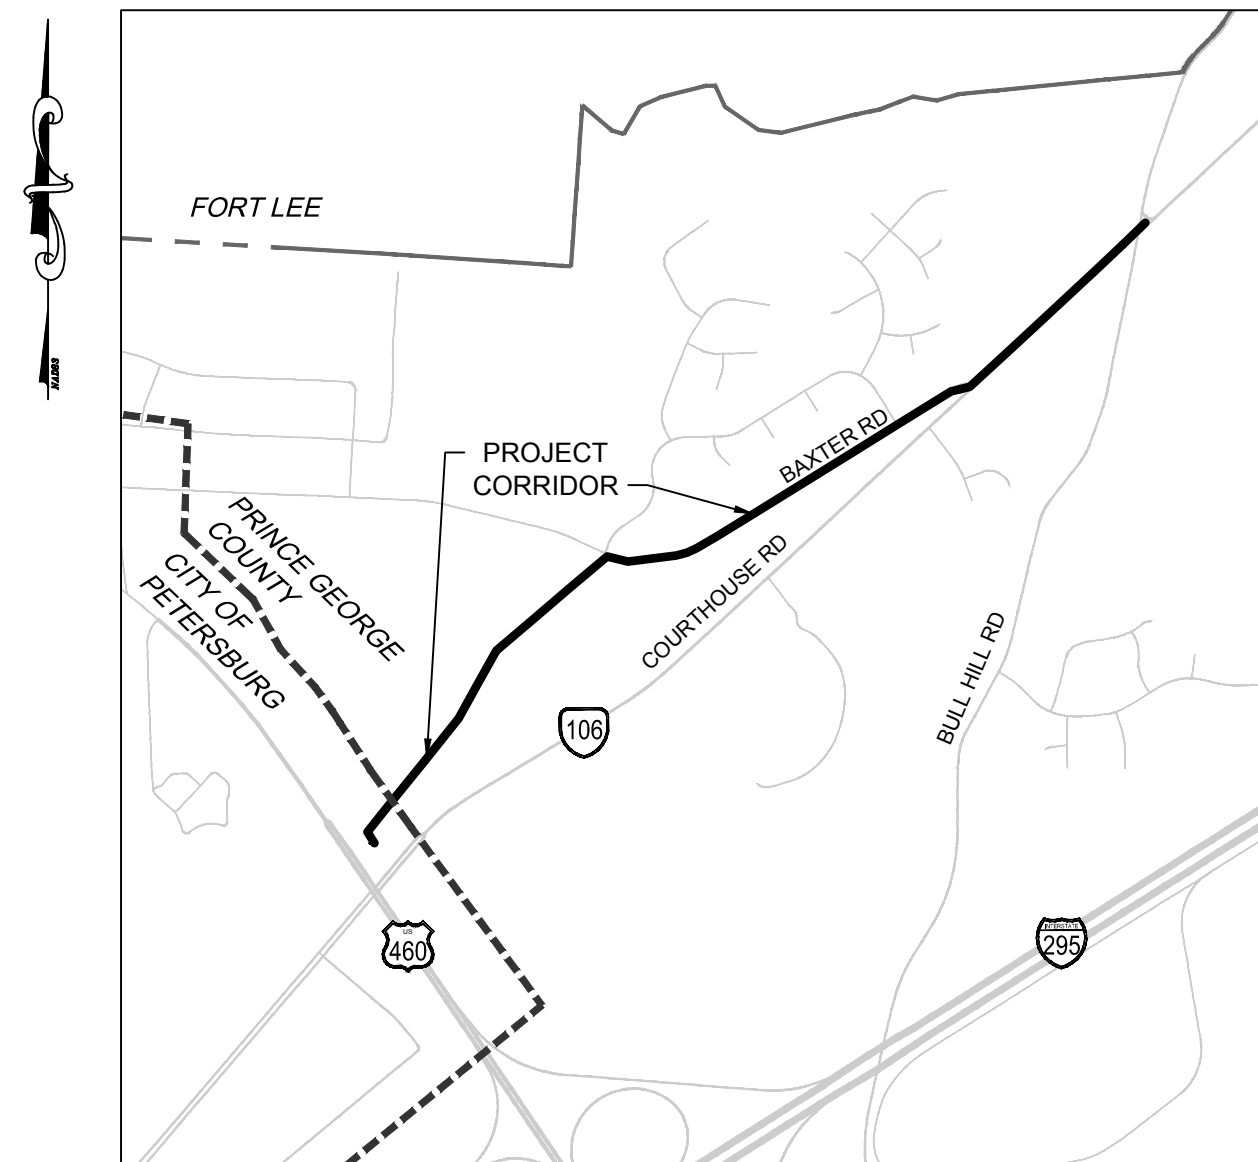 NAD83
FORT LEE
PROJECT
CORRIDOR
BAXTER RD
COURTHOUSE RD
PRINCE GEORGE
COUNTY
CITY OF
PETERSBURG
BULL HILL RD
106
US
460
INTERSTATE
295